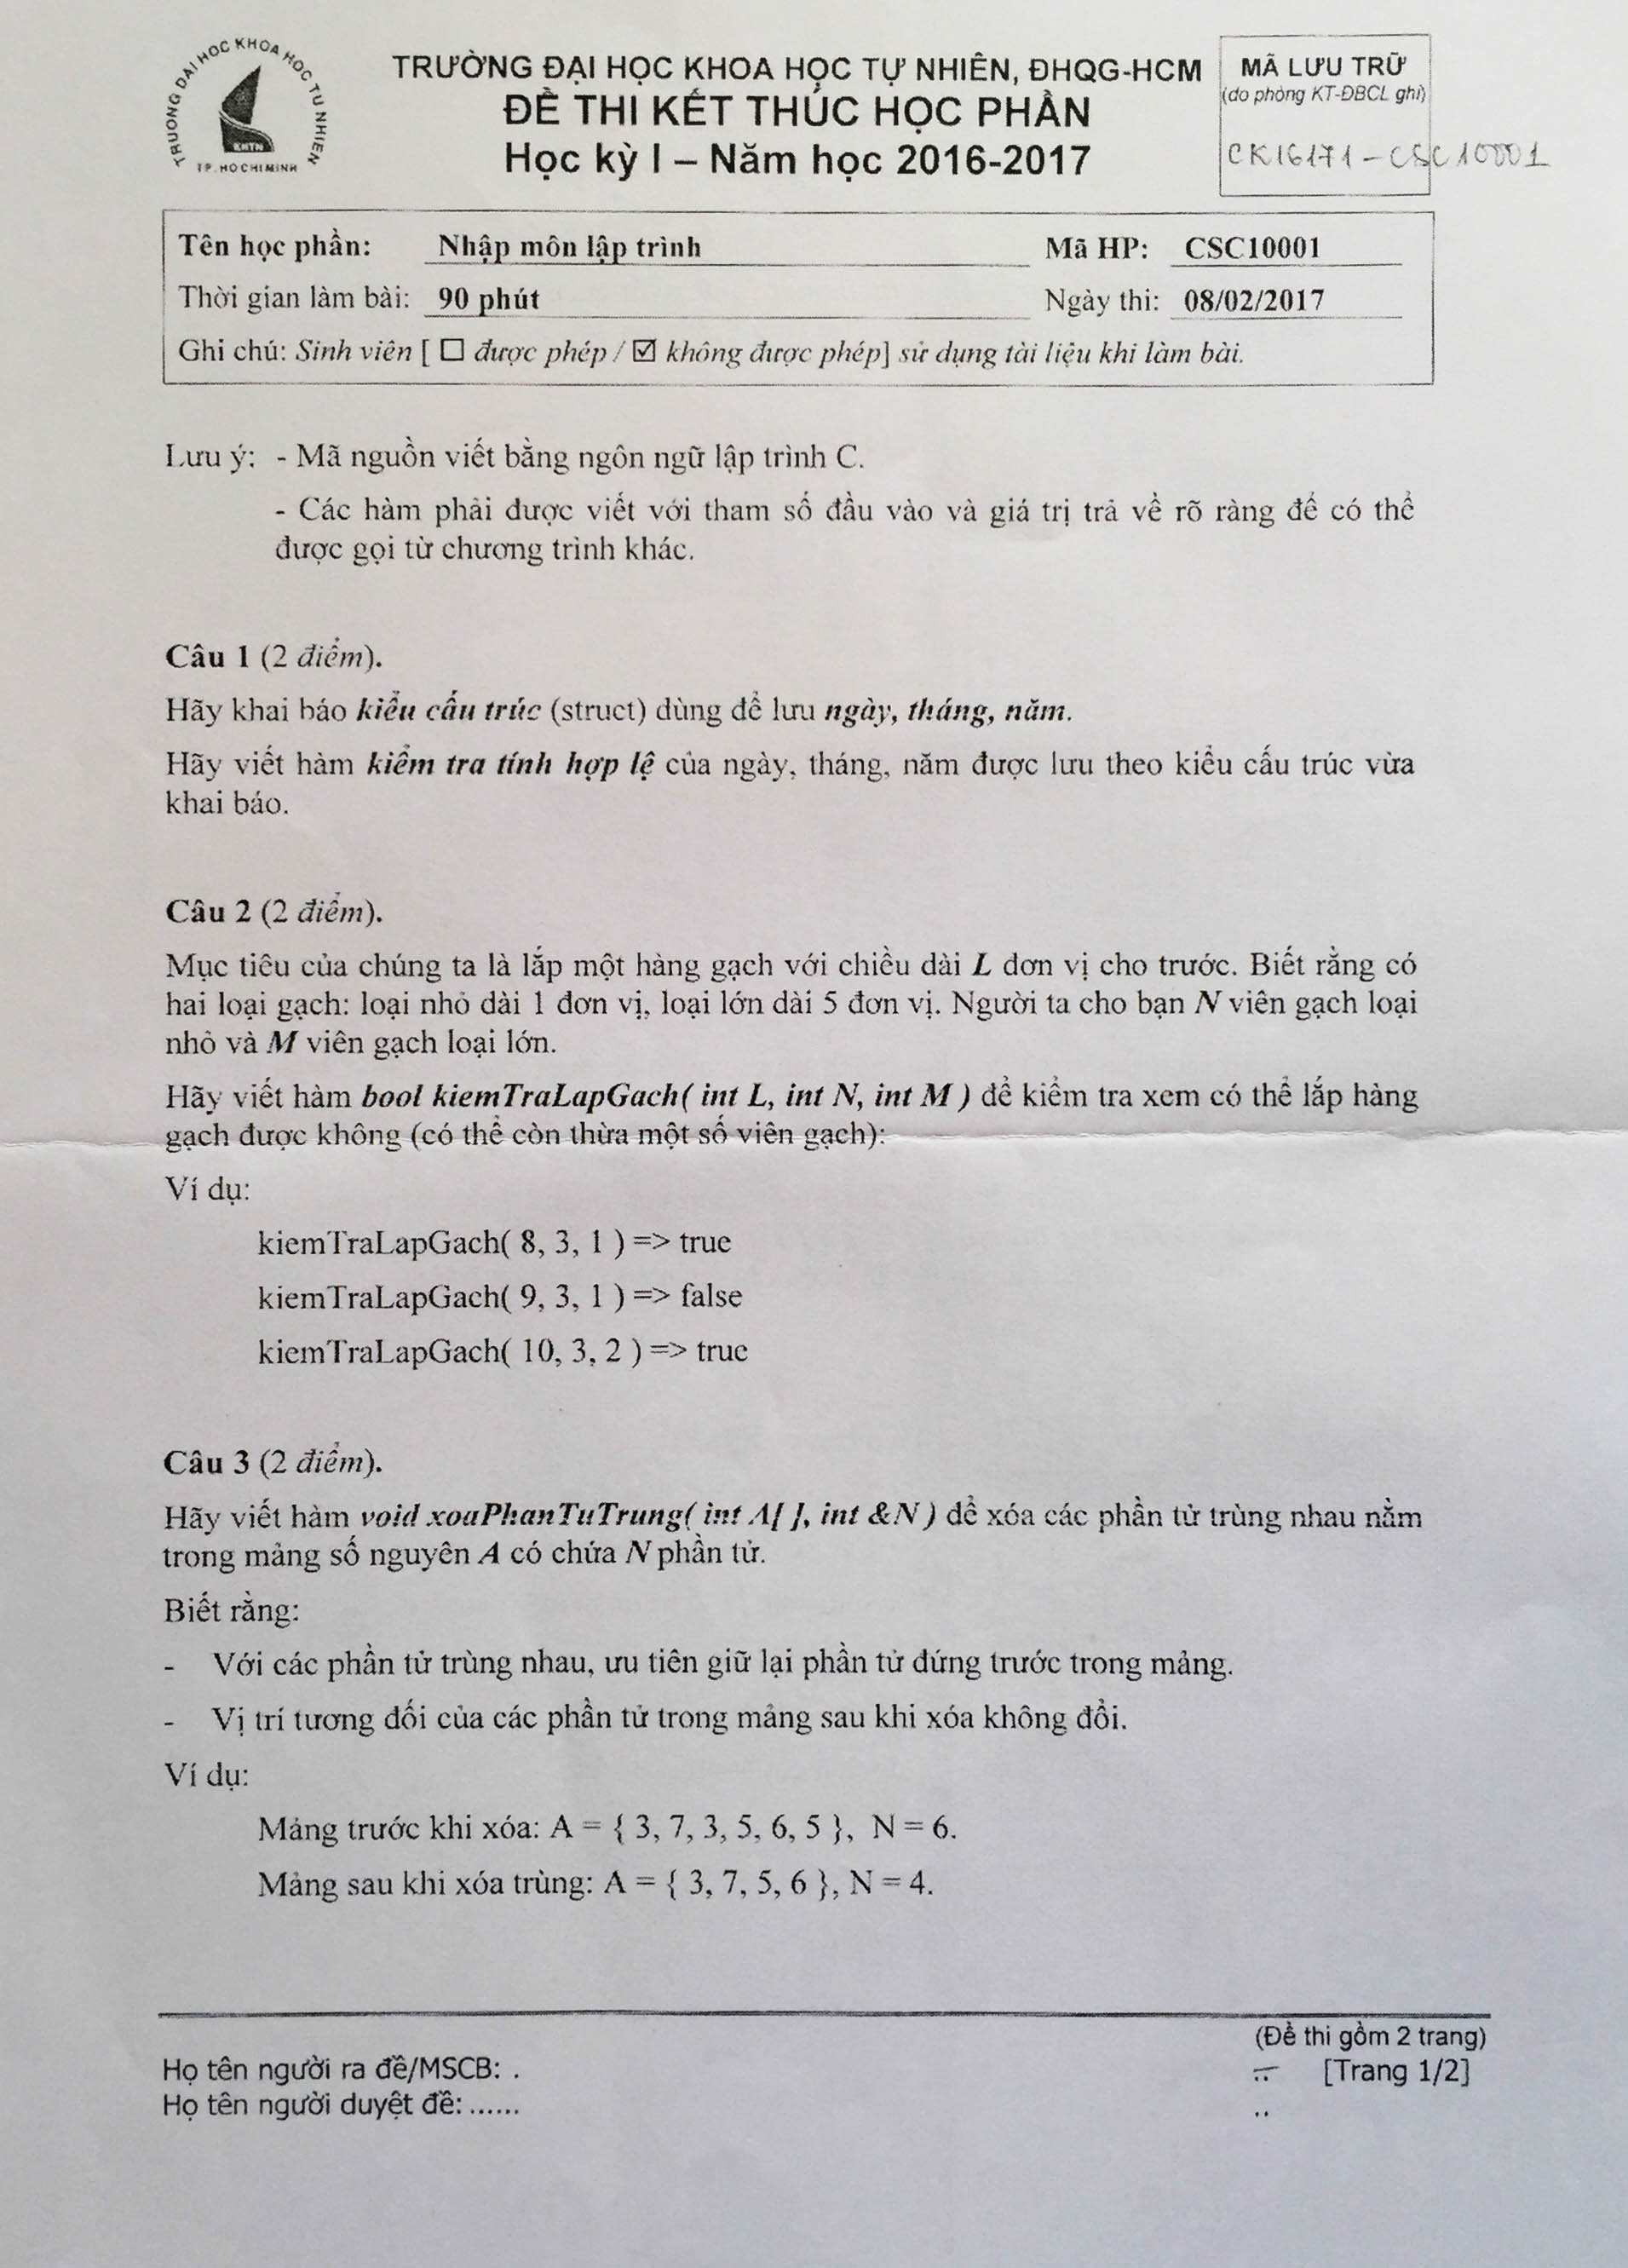 TRUONG DAI HOC KHOA HOC TU NHIEN
KHTN
TP. HO CHI MINH
TRƯỜNG ĐẠI HỌC KHOA HỌC TỰ NHIÊN, ĐHQG-HCM
ĐỀ THI KẾT THÚC HỌC PHẦN
Học kỳ I – Năm học 2016-2017
MÃ LƯU TRỮ
(do phòng KT-ĐBCL ghi)
CK16171-CSC10001
Tên học phần: Nhập môn lập trình Mã HP: CSC10001
Thời gian làm bài: 90 phút Ngày thi: 08/02/2017
Ghi chú: Sinh viên [ ☐ được phép / ☑ không được phép] sử dụng tài liệu khi làm bài.
Lưu ý: - Mã nguồn viết bằng ngôn ngữ lập trình C.
- Các hàm phải được viết với tham số đầu vào và giá trị trả về rõ ràng để có thể
được gọi từ chương trình khác.
Câu 1 (2 điểm).
Hãy khai báo kiểu cấu trúc (struct) dùng để lưu ngày, tháng, năm.
Hãy viết hàm kiểm tra tính hợp lệ của ngày, tháng, năm được lưu theo kiểu cấu trúc vừa
khai báo.
Câu 2 (2 điểm).
Mục tiêu của chúng ta là lắp một hàng gạch với chiều dài L đơn vị cho trước. Biết rằng có
hai loại gạch: loại nhỏ dài 1 đơn vị, loại lớn dài 5 đơn vị. Người ta cho bạn N viên gạch loại
nhỏ và M viên gạch loại lớn.
Hãy viết hàm bool kiemTraLapGach( int L, int N, int M ) để kiểm tra xem có thể lắp hàng
gạch được không (có thể còn thừa một số viên gạch):
Ví dụ:
kiemTraLapGach( 8, 3, 1 ) => true
kiemTraLapGach( 9, 3, 1 ) => false
kiemTraLapGach( 10, 3, 2 ) => true
Câu 3 (2 điểm).
Hãy viết hàm void xoaPhanTuTrung( int A[ ], int &N ) để xóa các phần tử trùng nhau nằm
trong mảng số nguyên A có chứa N phần tử.
Biết rằng:
- Với các phần tử trùng nhau, ưu tiên giữ lại phần tử đứng trước trong mảng.
- Vị trí tương đối của các phần tử trong mảng sau khi xóa không đổi.
Ví dụ:
Mảng trước khi xóa: A = { 3, 7, 3, 5, 6, 5 }, N = 6.
Mảng sau khi xóa trùng: A = { 3, 7, 5, 6 }, N = 4.
(Đề thi gồm 2 trang)
Họ tên người ra đề/MSCB: .
[Trang 1/2]
Họ tên người duyệt đề: ......